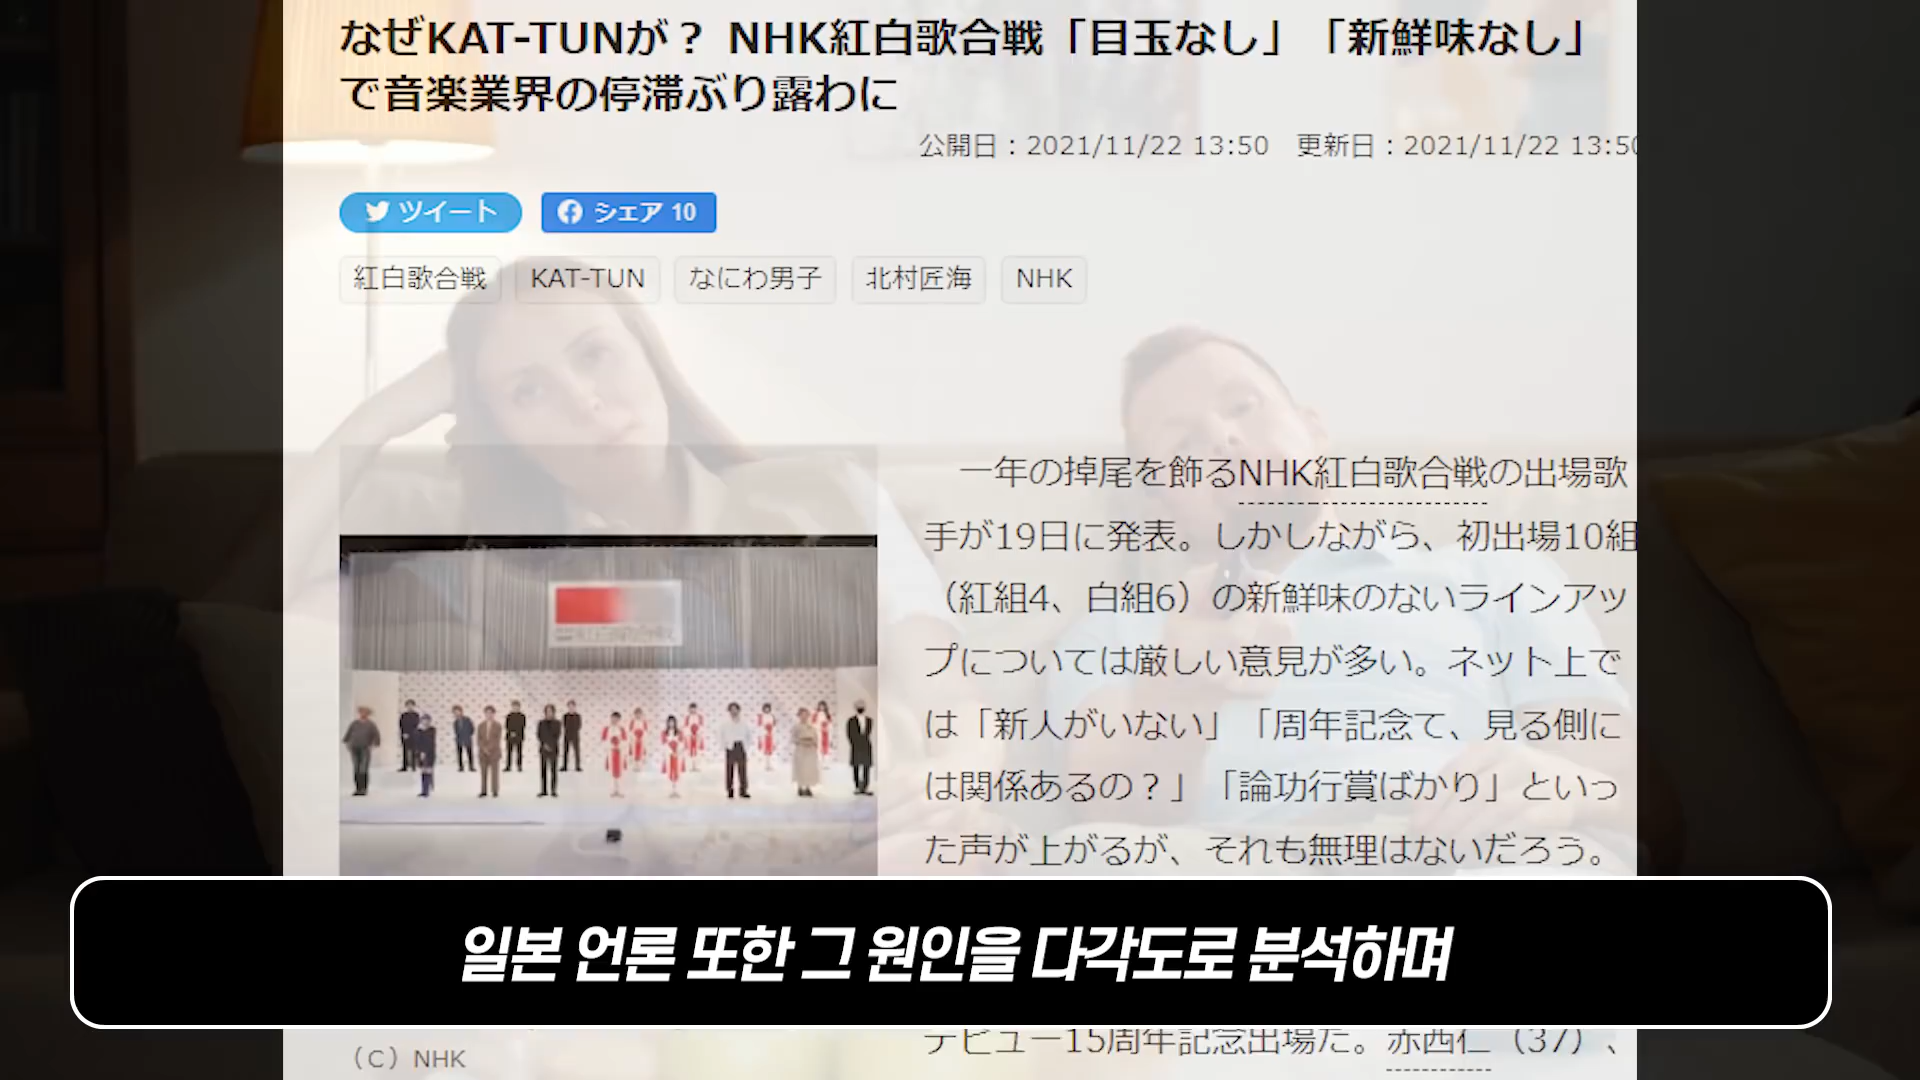 なぜKAT-TUNが？ NHK紅白歌合戦「目玉なし」「新鮮味なし」
で音楽業界の停滞ぶり露わに
公開日：2021/11/22 13:50 更新日：2021/11/22 13:50
ツイート シェア 10
紅白歌合戦 KAT-TUN なにわ男子 北村匠海 NHK
一年の掉尾を飾るNHK紅白歌合戦の出場歌
手が19日に発表。しかしながら、初出場10組
（紅組4、白組6）の新鮮味のないラインアッ
プについては厳しい意見が多い。ネット上で
は「新人がいない」「周年記念て、見る側に
は関係あるの？」「論功行賞ばかり」といっ
た声が上がるが、それも無理はないだろう。
일본 언론 또한 그 원인을 다각도로 분석하며
デビュー15周年記念出場だ。赤西仁（37）、
（C）NHK